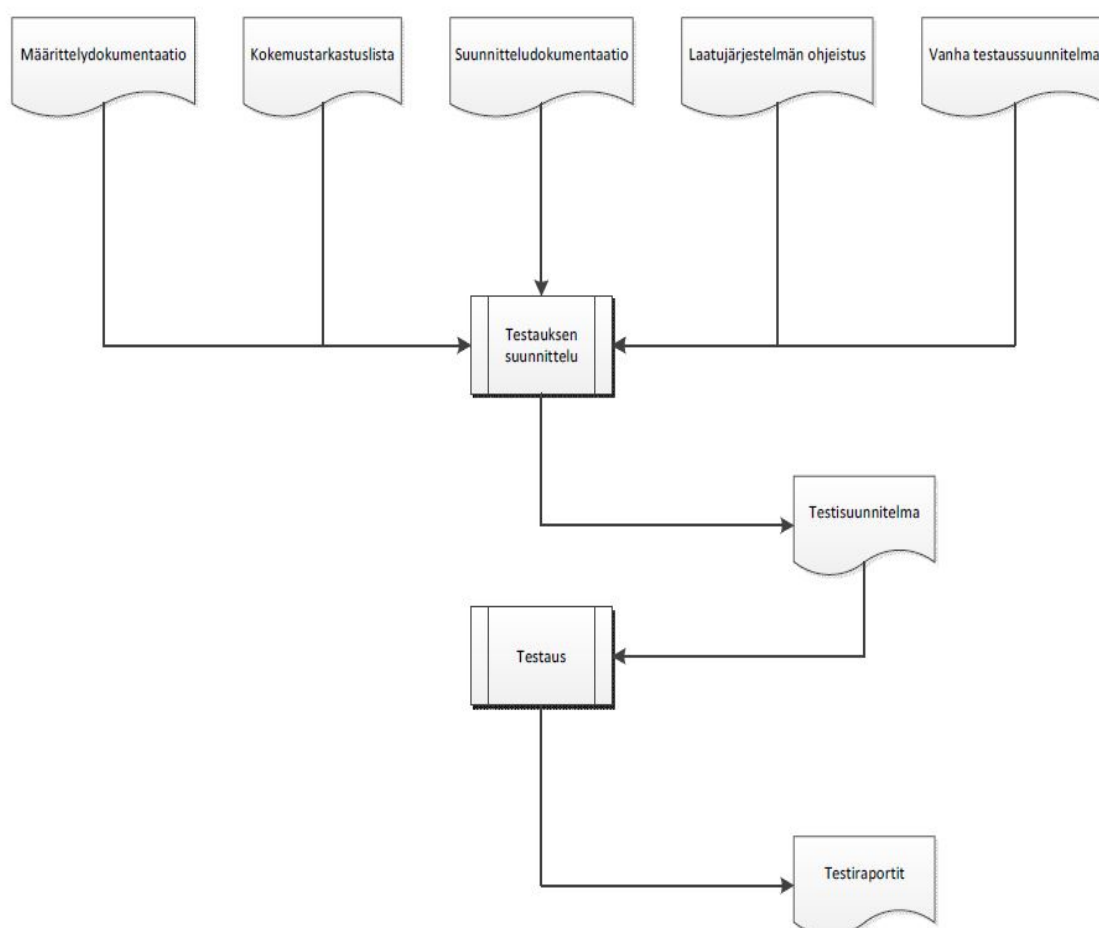 Määrittelydokumentaatio
Kokemustarkastuslista
Suunnitteludokumentaatio
Laatujärjestelmän ohjeistus
Vanha testaussuunnitelma
Testauksen
suunnittelu
Testisuunnitelma
Testaus
Testiraportit